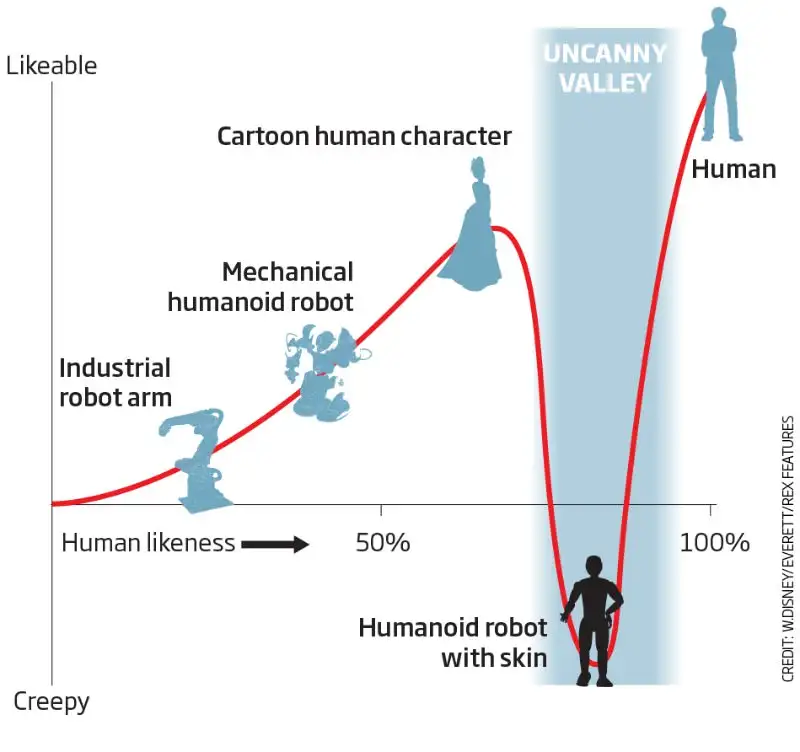 Likeable
UNCANNY
VALLEY
Cartoon human character
Human
Mechanical
humanoid robot
Industrial
robot arm
Human likeness
50%
100%
Humanoid robot
with skin
Creepy
CREDIT: W.DISNEY/EVERETT/REX FEATURES